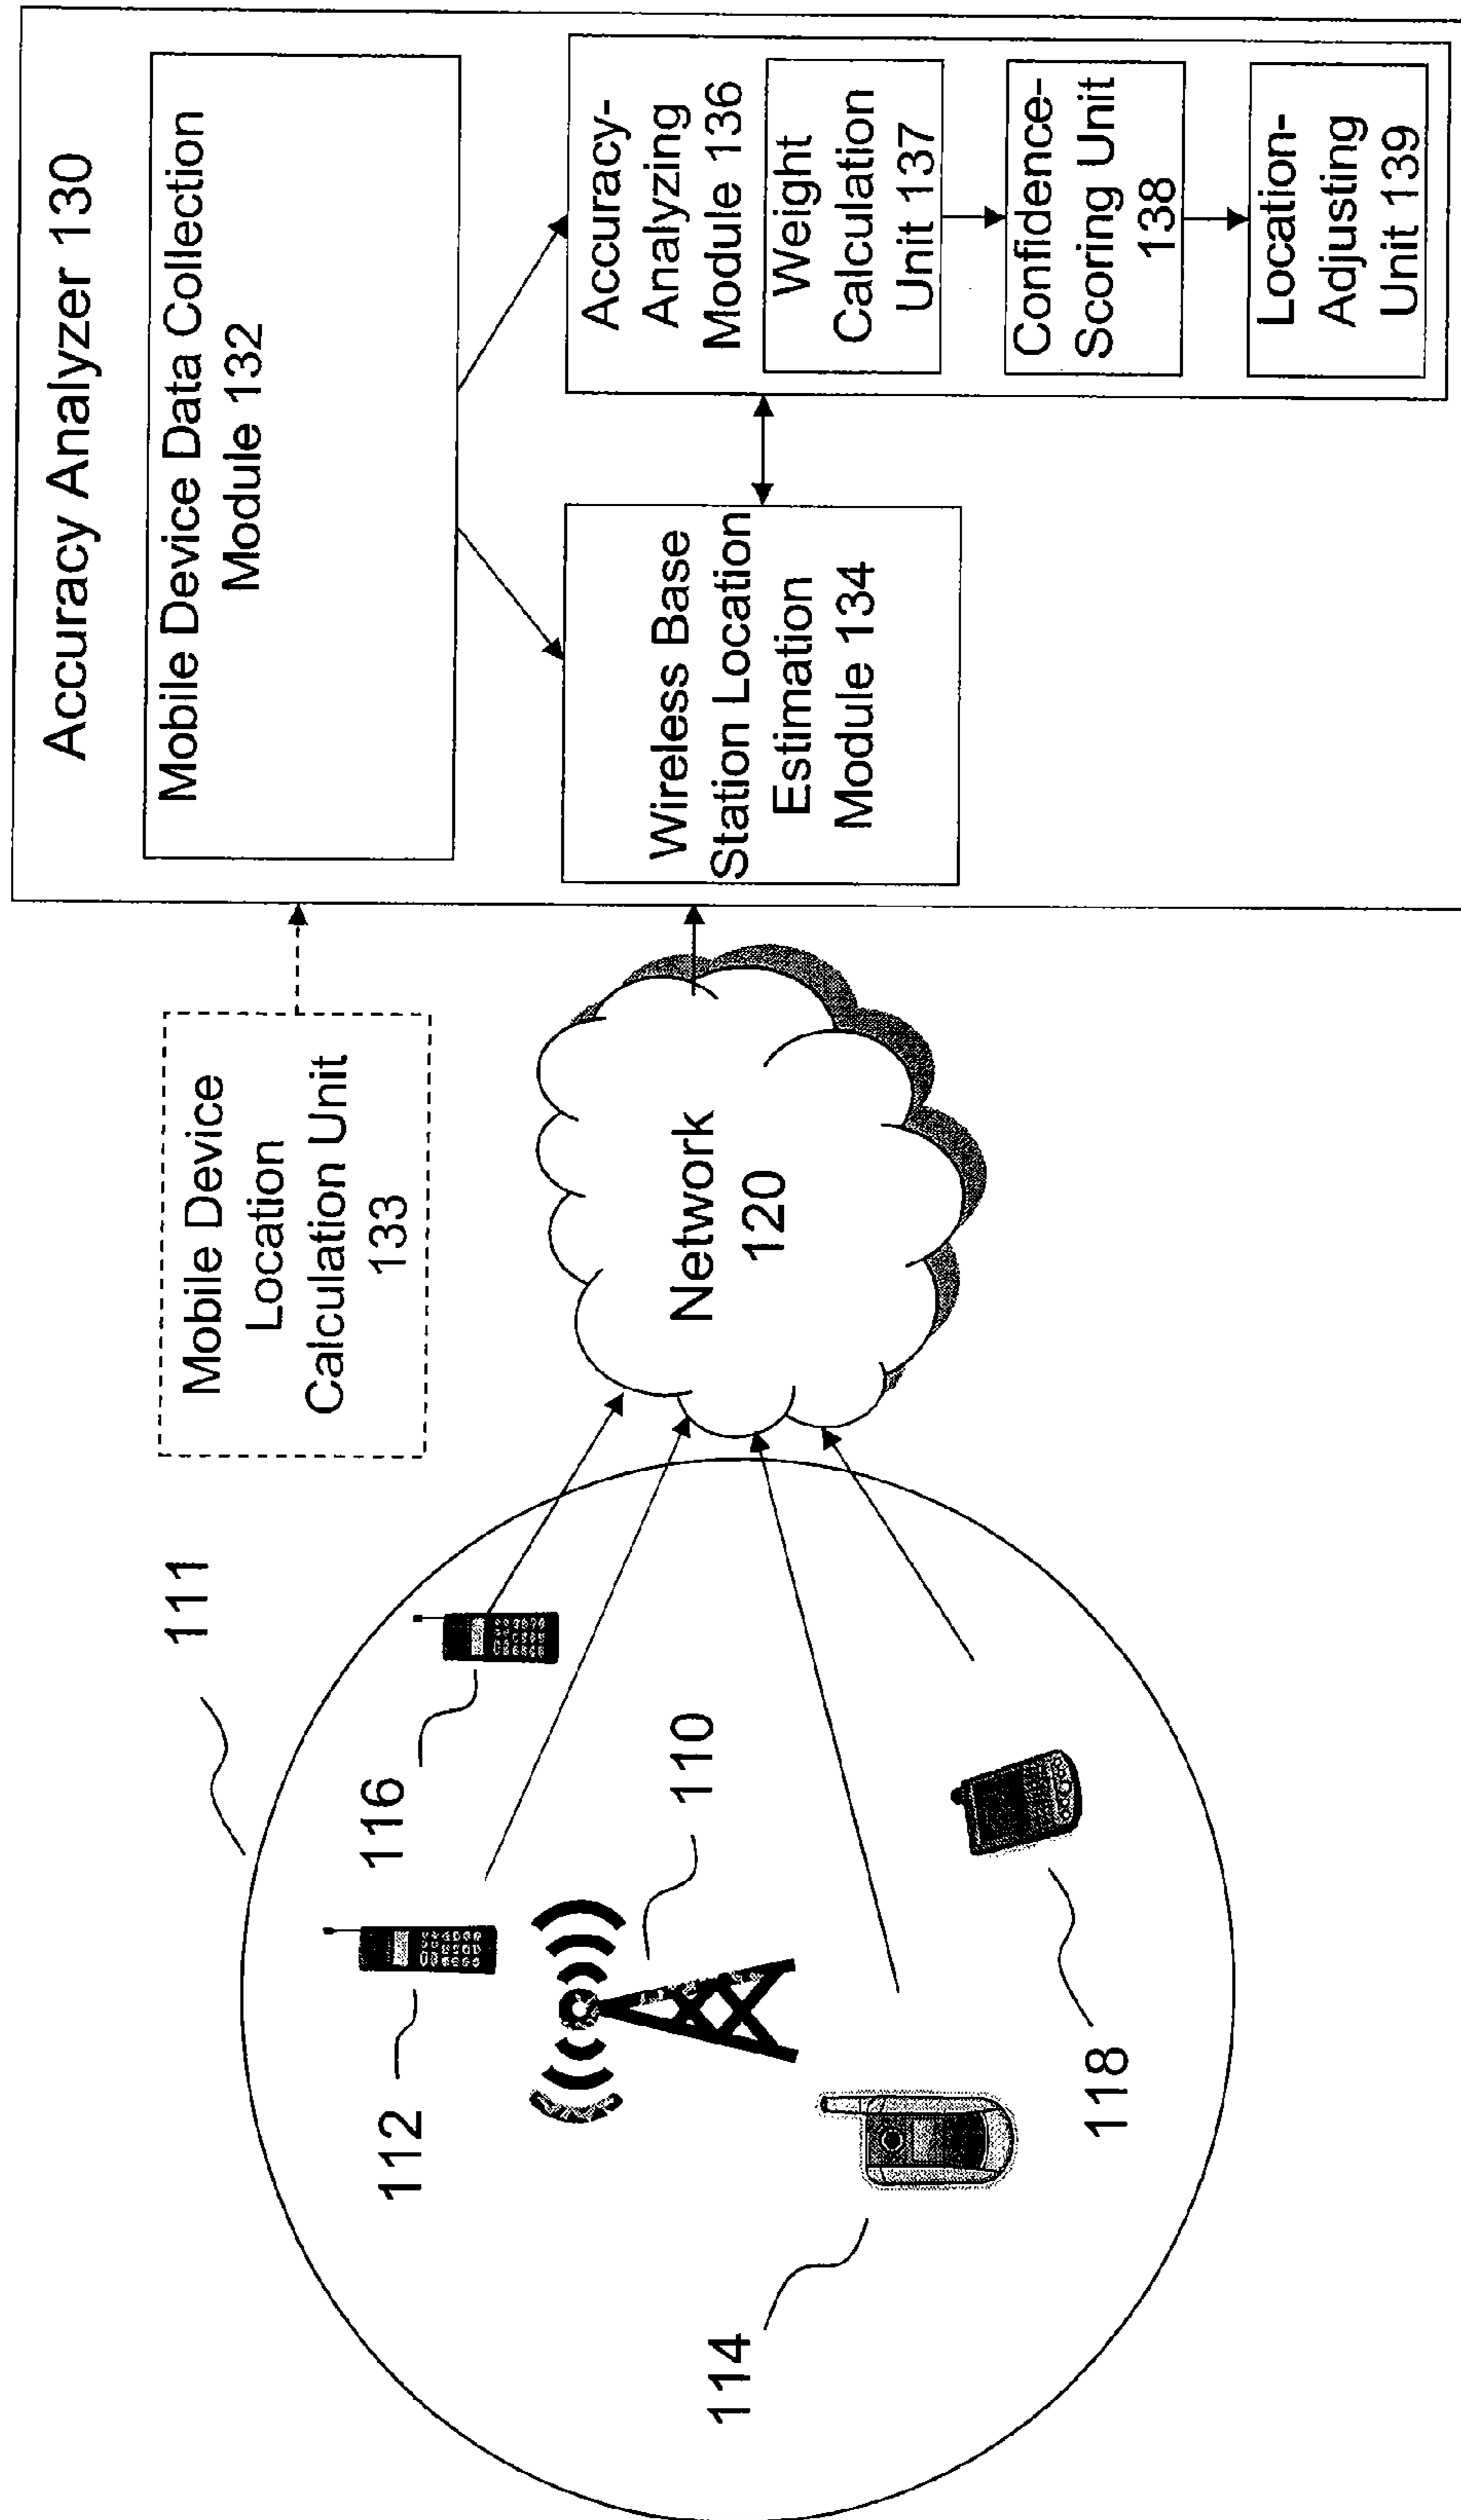 111
116
112
110
114
118
Mobile Device
Location
Calculation Unit
133
Network
120
Accuracy Analyzer 130
Mobile Device Data Collection
Module 132
Wireless Base
Station Location
Estimation
Module 134
Accuracy-
Analyzing
Module 136
Weight
Calculation
Unit 137
Confidence-
Scoring Unit
138
Location-
Adjusting
Unit 139